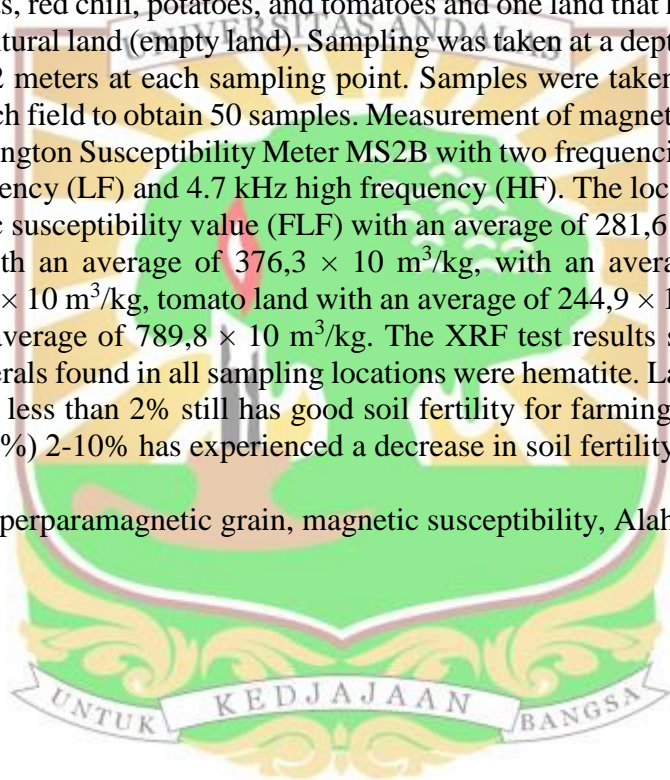 s, red chili, potatoes, and tomatoes and one land that
UNIVERSITAS ANDALAS
tural land (empty land). Sampling was taken at a dept
2 meters at each sampling point. Samples were taken
ch field to obtain 50 samples. Measurement of magnet
ington Susceptibility Meter MS2B with two frequenci
ency (LF) and 4.7 kHz high frequency (HF). The loc
c susceptibility value (FLF) with an average of 281,6
th an average of 376,3 × 10 m³/kg, with an avera
× 10 m³/kg, tomato land with an average of 244,9 × 1
average of 789,8 × 10 m³/kg. The XRF test results s
erals found in all sampling locations were hematite. La
less than 2% still has good soil fertility for farming
%) 2-10% has experienced a decrease in soil fertility
perparamagnetic grain, magnetic susceptibility, Alah
UNTUK KEDJAJAAN BANGSA